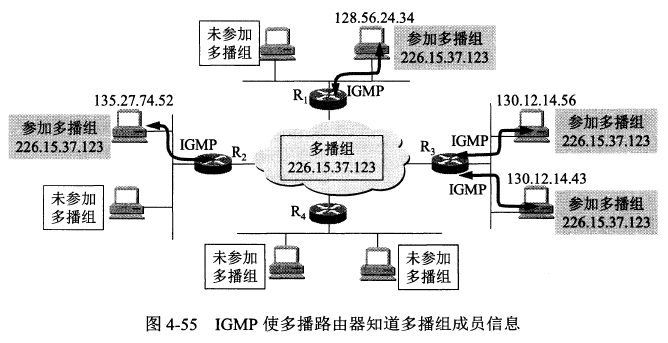 128.56.24.34
未参加
多播组
参加多播组
226.15.37.123
R1
IGMP
135.27.74.52
参加多播组
226.15.37.123
IGMP
R2
多播组
226.15.37.123
R3
IGMP
130.12.14.56
参加多播组
226.15.37.123
IGMP
130.12.14.43
参加多播组
226.15.37.123
未参加
多播组
R4
未参加
多播组
未参加
多播组
图 4-55 IGMP 使多播路由器知道多播组成员信息